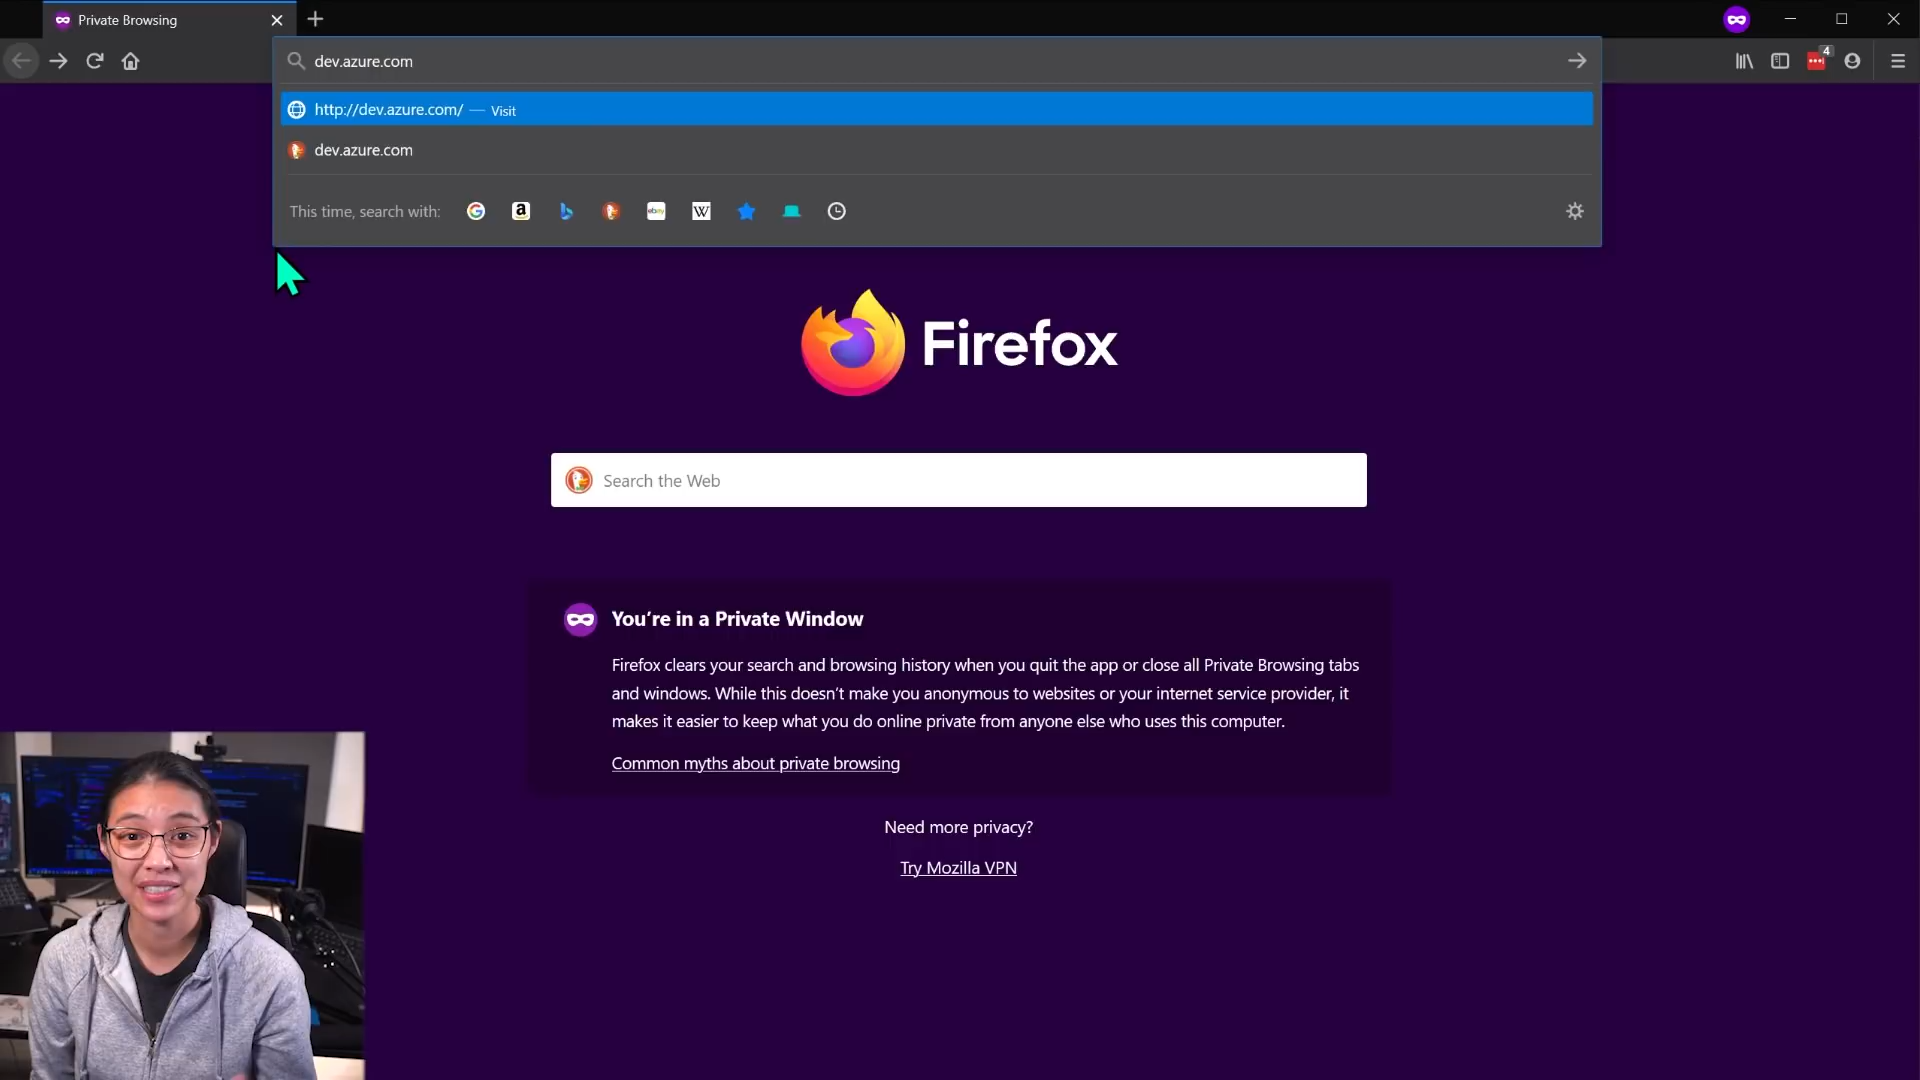 Private Browsing
4
dev.azure.com
http://dev.azure.com/ — Visit
dev.azure.com
This time, search with:
a
ebay
W
Firefox
Search the Web
You're in a Private Window
Firefox clears your search and browsing history when you quit the app or close all Private Browsing tabs
and windows. While this doesn't make you anonymous to websites or your internet service provider, it
makes it easier to keep what you do online private from anyone else who uses this computer.
Common myths about private browsing
Need more privacy?
Try Mozilla VPN